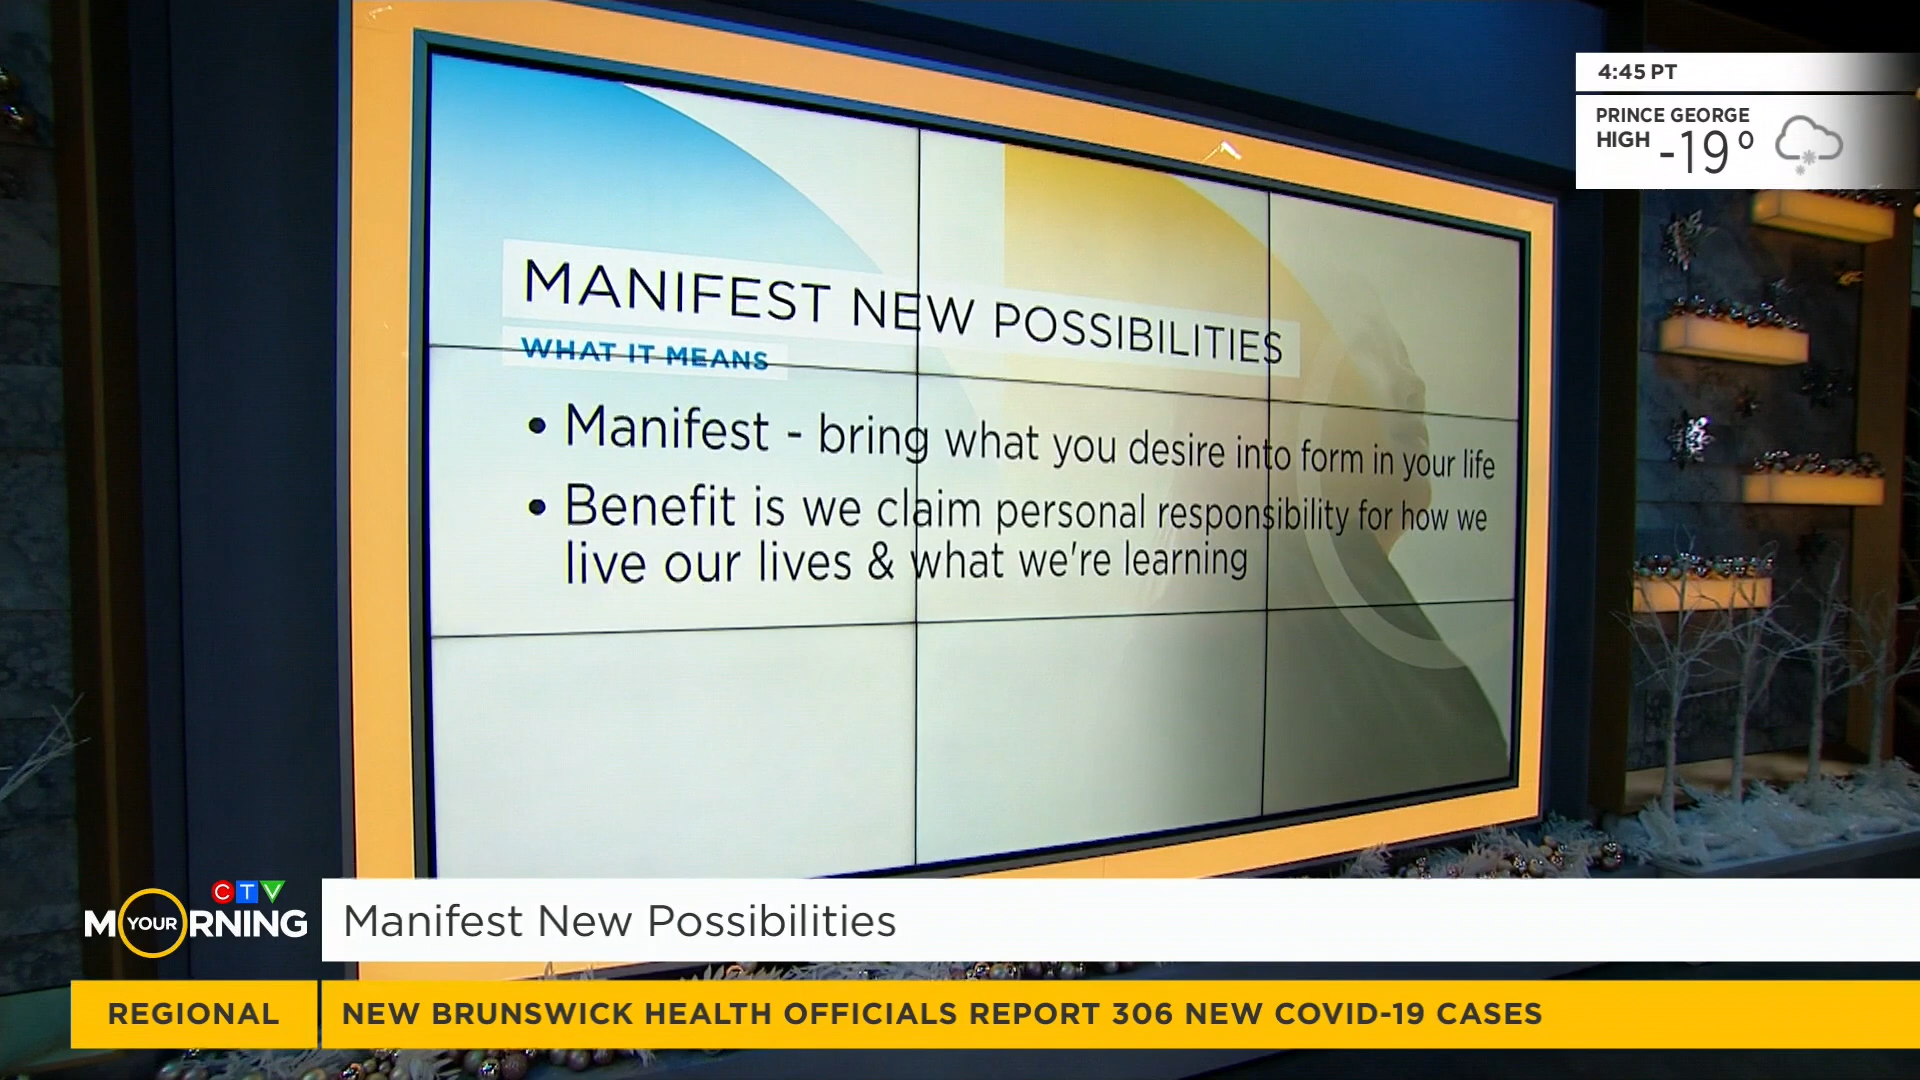 4:45 PT
PRINCE GEORGE
HIGH -19°
MANIFEST NEW POSSIBILITIES
WHAT IT MEANS
• Manifest - bring what you desire into form in your life
• Benefit is we claim personal responsibility for how we
live our lives & what we're learning
CTV
YOUR MORNING
Manifest New Possibilities
REGIONAL
NEW BRUNSWICK HEALTH OFFICIALS REPORT 306 NEW COVID-19 CASES